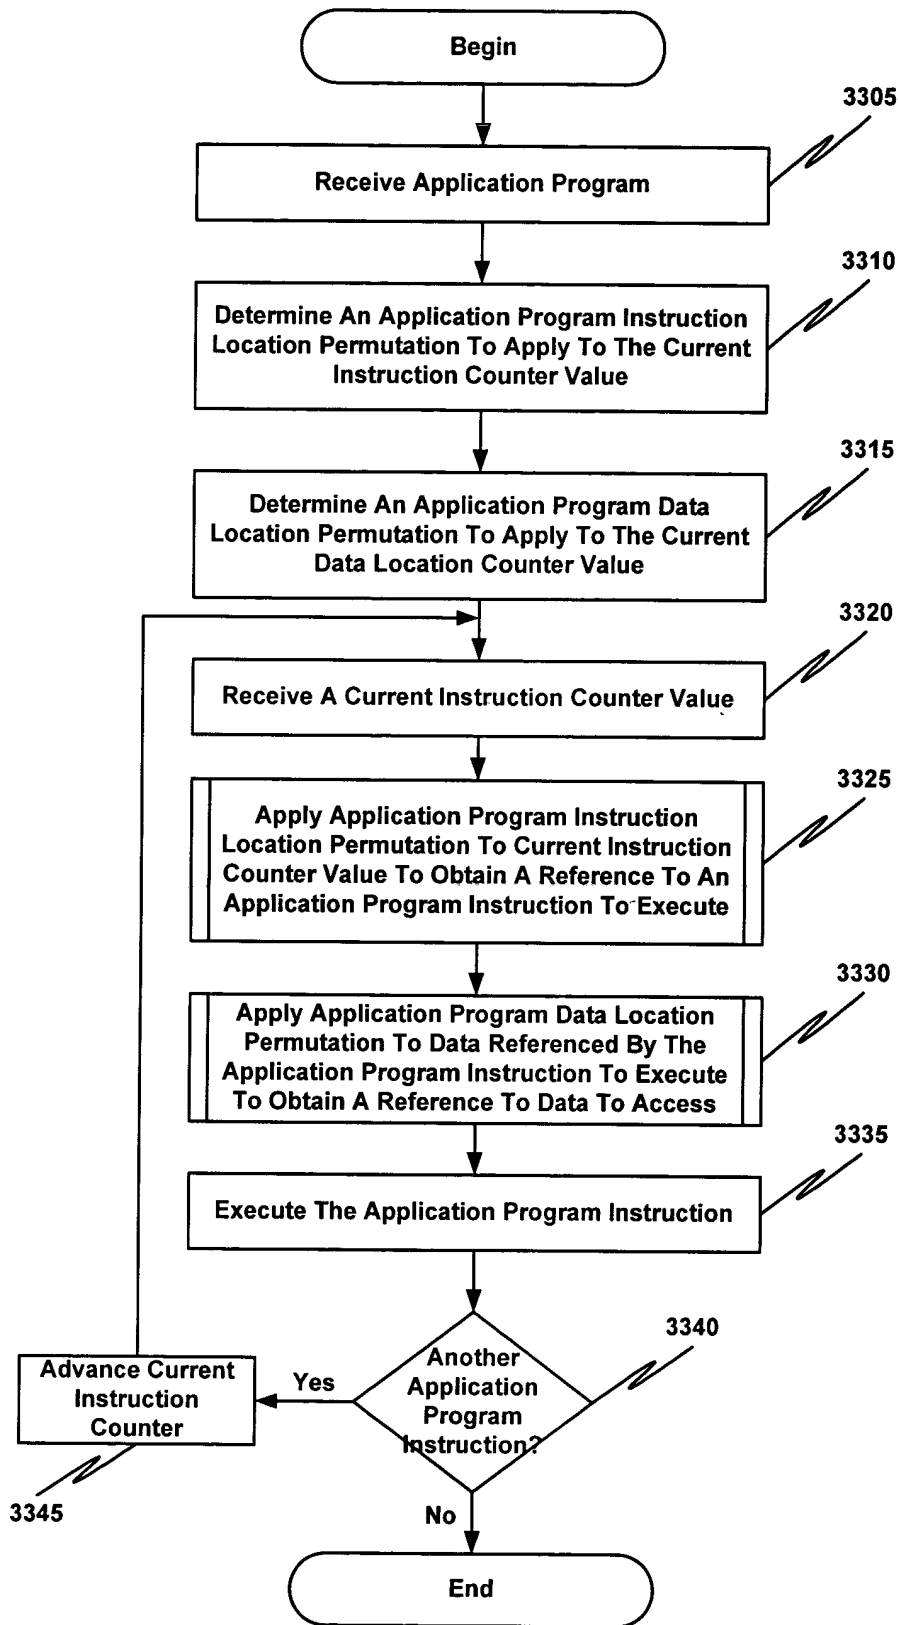 Begin
3305
Receive Application Program
3310
Determine An Application Program Instruction
Location Permutation To Apply To The Current
Instruction Counter Value
3315
Determine An Application Program Data
Location Permutation To Apply To The Current
Data Location Counter Value
3320
Receive A Current Instruction Counter Value
3325
Apply Application Program Instruction
Location Permutation To Current Instruction
Counter Value To Obtain A Reference To An
Application Program Instruction To Execute
3330
Apply Application Program Data Location
Permutation To Data Referenced By The
Application Program Instruction To Execute
To Obtain A Reference To Data To Access
3335
Execute The Application Program Instruction
3340
Another
Application
Program
Instruction?
Yes
Advance Current
Instruction
Counter
3345
No
End